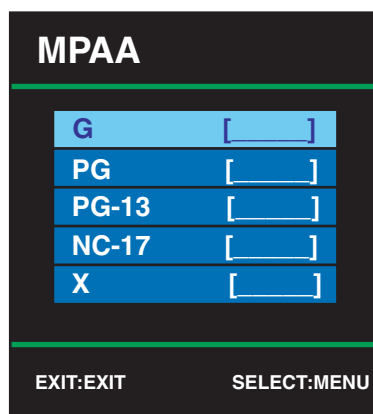 MPAA
G [_____]
PG [_____]
PG-13 [_____]
NC-17 [_____]
X [_____]
EXIT:EXIT SELECT:MENU